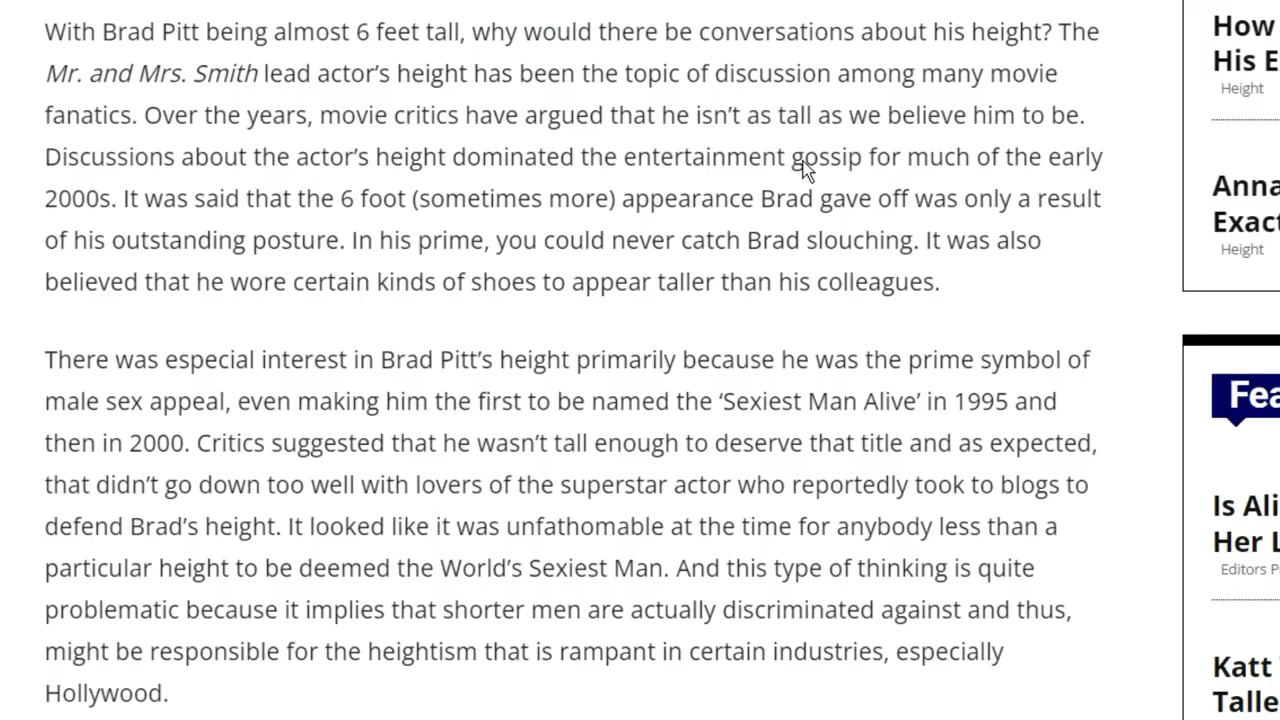 With Brad Pitt being almost 6 feet tall, why would there be conversations about his height? The
Mr. and Mrs. Smith lead actor’s height has been the topic of discussion among many movie
fanatics. Over the years, movie critics have argued that he isn’t as tall as we believe him to be.
Discussions about the actor’s height dominated the entertainment gossip for much of the early
2000s. It was said that the 6 foot (sometimes more) appearance Brad gave off was only a result
of his outstanding posture. In his prime, you could never catch Brad slouching. It was also
believed that he wore certain kinds of shoes to appear taller than his colleagues.
There was especial interest in Brad Pitt’s height primarily because he was the prime symbol of
male sex appeal, even making him the first to be named the ‘Sexiest Man Alive’ in 1995 and
then in 2000. Critics suggested that he wasn’t tall enough to deserve that title and as expected,
that didn’t go down too well with lovers of the superstar actor who reportedly took to blogs to
defend Brad’s height. It looked like it was unfathomable at the time for anybody less than a
particular height to be deemed the World’s Sexiest Man. And this type of thinking is quite
problematic because it implies that shorter men are actually discriminated against and thus,
might be responsible for the heightism that is rampant in certain industries, especially
Hollywood.
How
His E
Height
Anna
Exact
Height
Fea
Is Ali
Her L
Editors P
Katt
Talle